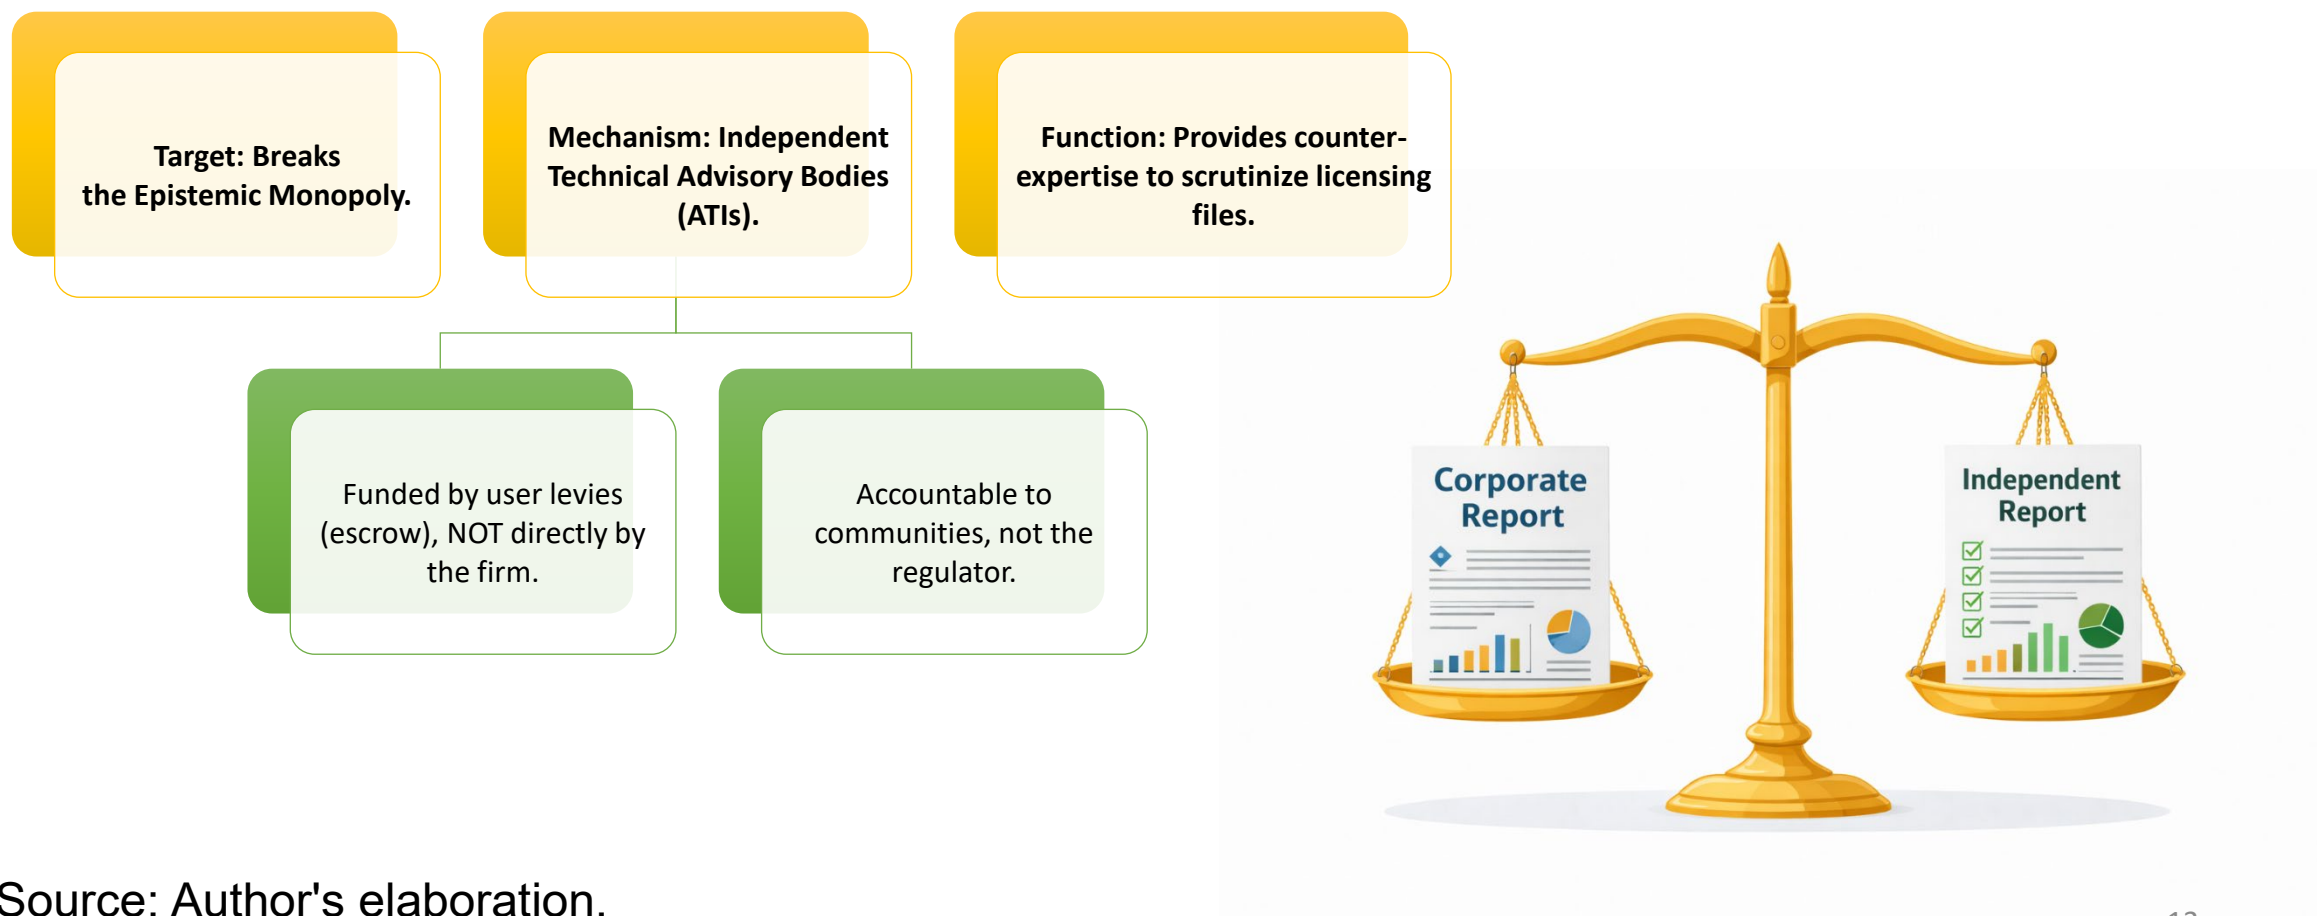 Target: Breaks
the Epistemic Monopoly.
Mechanism: Independent
Technical Advisory Bodies
(ATIs).
Function: Provides counter-
expertise to scrutinize licensing
files.
Funded by user levies
(escrow), NOT directly by
the firm.
Accountable to
communities, not the
regulator.
Corporate
Report
Independent
Report
Source: Author's elaboration.